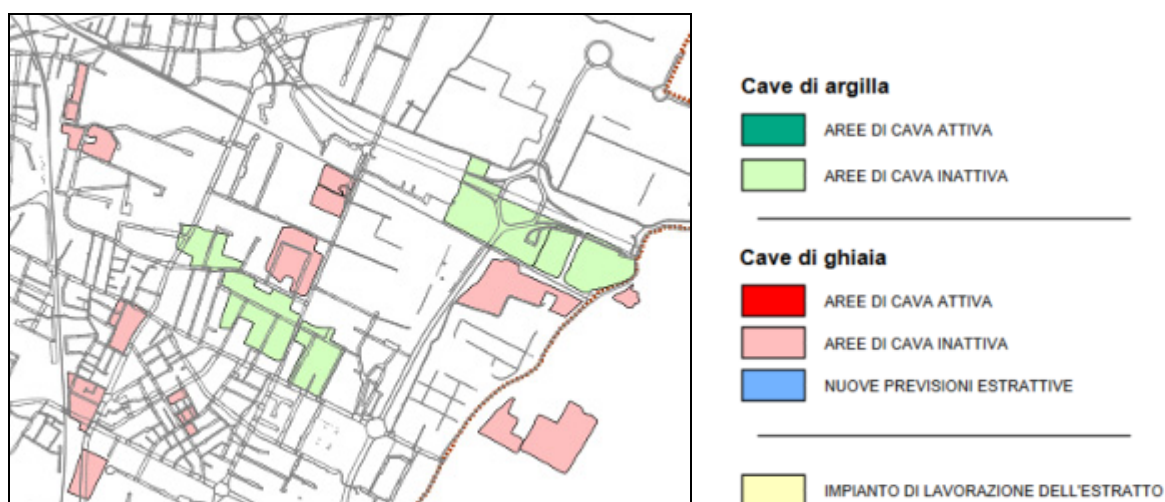 Cave di argilla
AREE DI CAVA ATTIVA
AREE DI CAVA INATTIVA
Cave di ghiaia
AREE DI CAVA ATTIVA
AREE DI CAVA INATTIVA
NUOVE PREVISIONI ESTRATTIVE
IMPIANTO DI LAVORAZIONE DELL'ESTRATTO